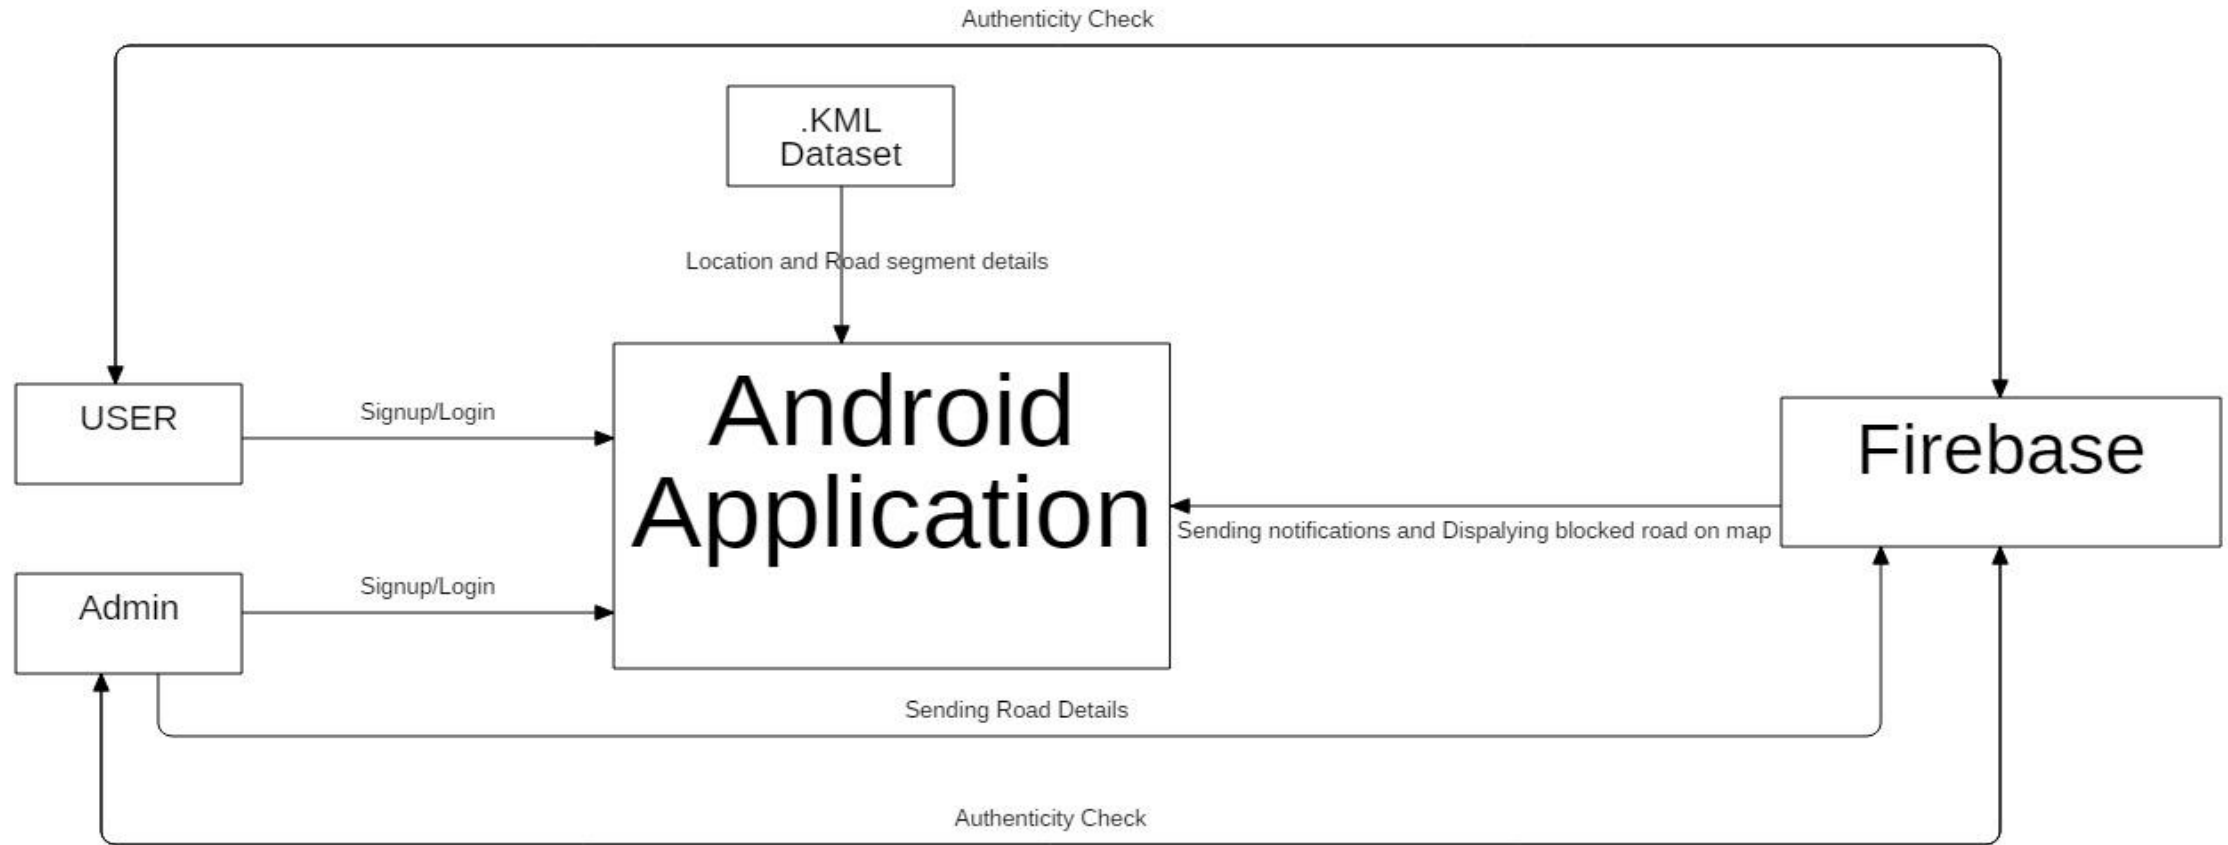 Authenticity Check
.KML
Dataset
Location and Road segment details
USER
Signup/Login
Android
Application
Firebase
Sending notifications and Dispalying blocked road on map
Admin
Signup/Login
Sending Road Details
Authenticity Check